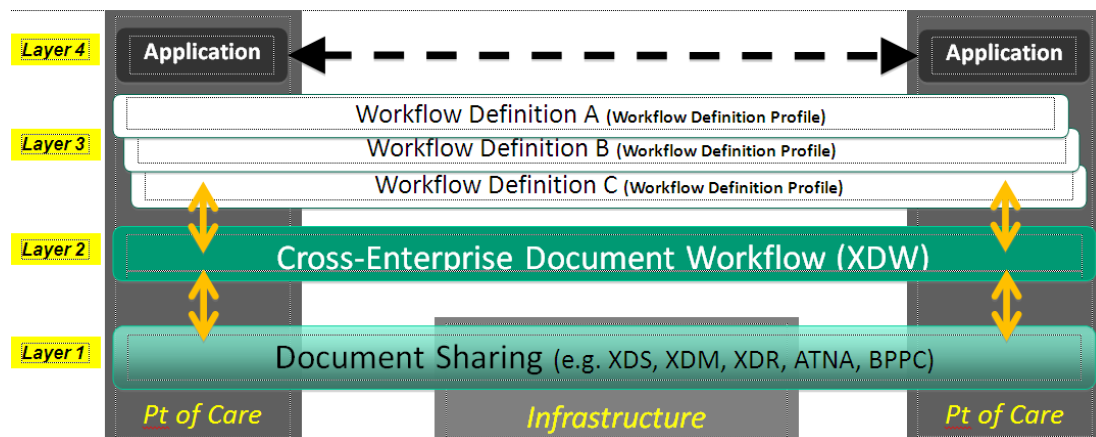 Layer 4
Application
Application
Workflow Definition A (Workflow Definition Profile)
Layer 3
Workflow Definition B (Workflow Definition Profile)
Workflow Definition C (Workflow Definition Profile)
Layer 2
Cross-Enterprise Document Workflow (XDW)
Layer 1
Document Sharing (e.g. XDS, XDM, XDR, ATNA, BPPC)
Pt of Care
Infrastructure
Pt of Care